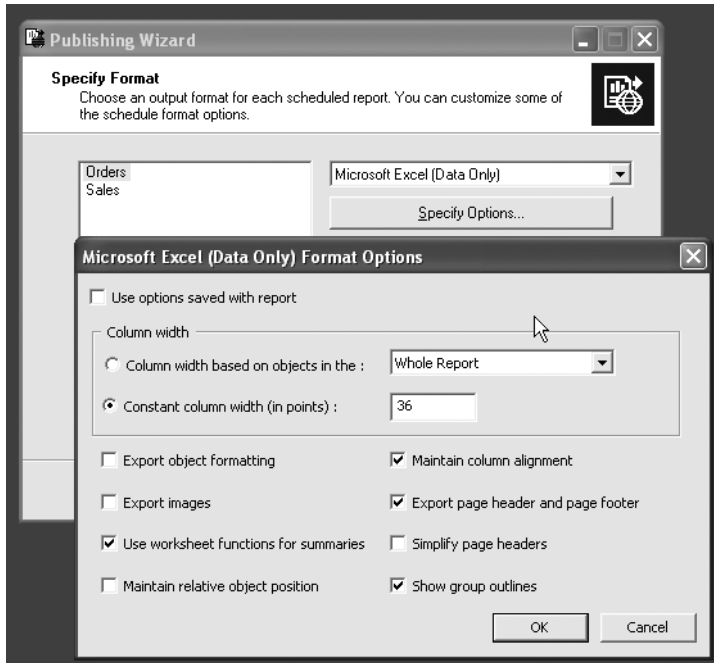 Publishing Wizard
Specify Format
Choose an output format for each scheduled report. You can customize some of
the schedule format options.
Orders
Sales
Microsoft Excel (Data Only)
Specify Options...
Microsoft Excel (Data Only) Format Options
Use options saved with report
Column width
Column width based on objects in the :
Whole Report
Constant column width (in points) :
36
Export object formatting
Maintain column alignment
Export images
Export page header and page footer
Use worksheet functions for summaries
Simplify page headers
Maintain relative object position
Show group outlines
OK
Cancel